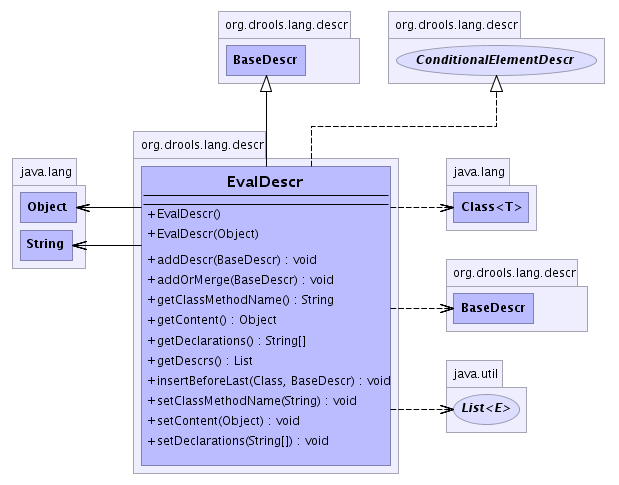 org.drools.lang.descr
BaseDescr
org.drools.lang.descr
ConditionalElementDescr
org.drools.lang.descr
EvalDescr
+EvalDescr()
+EvalDescr(Object)
+addDescr(BaseDescr) : void
+addOrMerge(BaseDescr) : void
+getClassMethodName() : String
+getContent() : Object
+getDeclarations() : String[]
+getDescrs() : List
+insertBeforeLast(Class, BaseDescr) : void
+setClassMethodName(String) : void
+setContent(Object) : void
+setDeclarations(String[]) : void
java.lang
Object
String
java.lang
Class<T>
org.drools.lang.descr
BaseDescr
java.util
List<E>